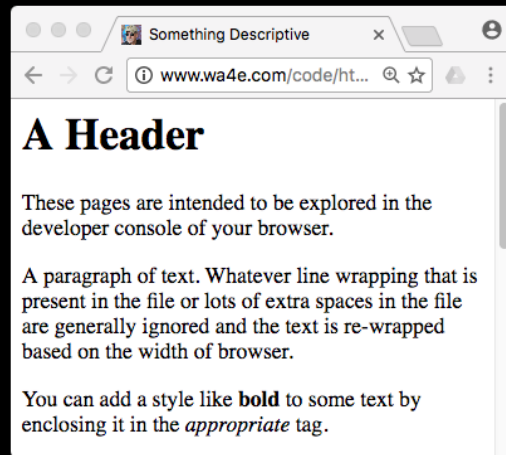 Something Descriptive
www.wa4e.com/code/ht...
A Header
These pages are intended to be explored in the
developer console of your browser.
A paragraph of text. Whatever line wrapping that is
present in the file or lots of extra spaces in the file
are generally ignored and the text is re-wrapped
based on the width of browser.
You can add a style like bold to some text by
enclosing it in the appropriate tag.